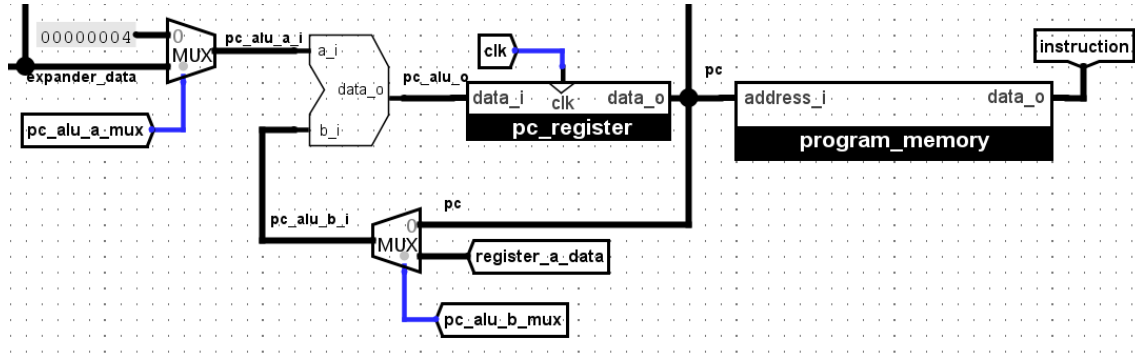 00000004
0
MUX
pc_alu_a_i
expander_data
pc_alu_a_mux
a_i
data_o
b_i
pc_alu_o
clk
data_i
clk
data_o
pc_register
pc
address_i
data_o
program_memory
instruction
pc_alu_b_i
0
MUX
pc
register_a_data
pc_alu_b_mux